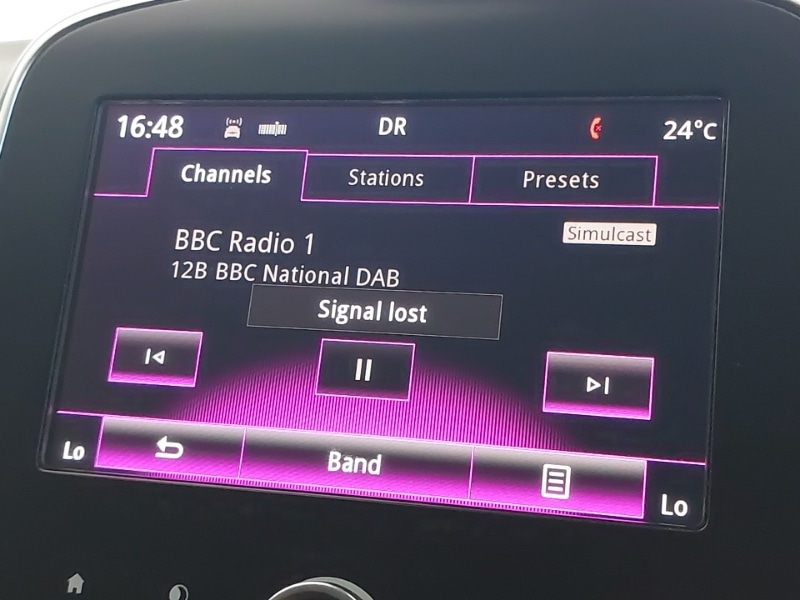 16:48 DR 24°C
Channels Stations Presets
Simulcast
BBC Radio 1
12B BBC National DAB
Signal lost
Lo Band Lo